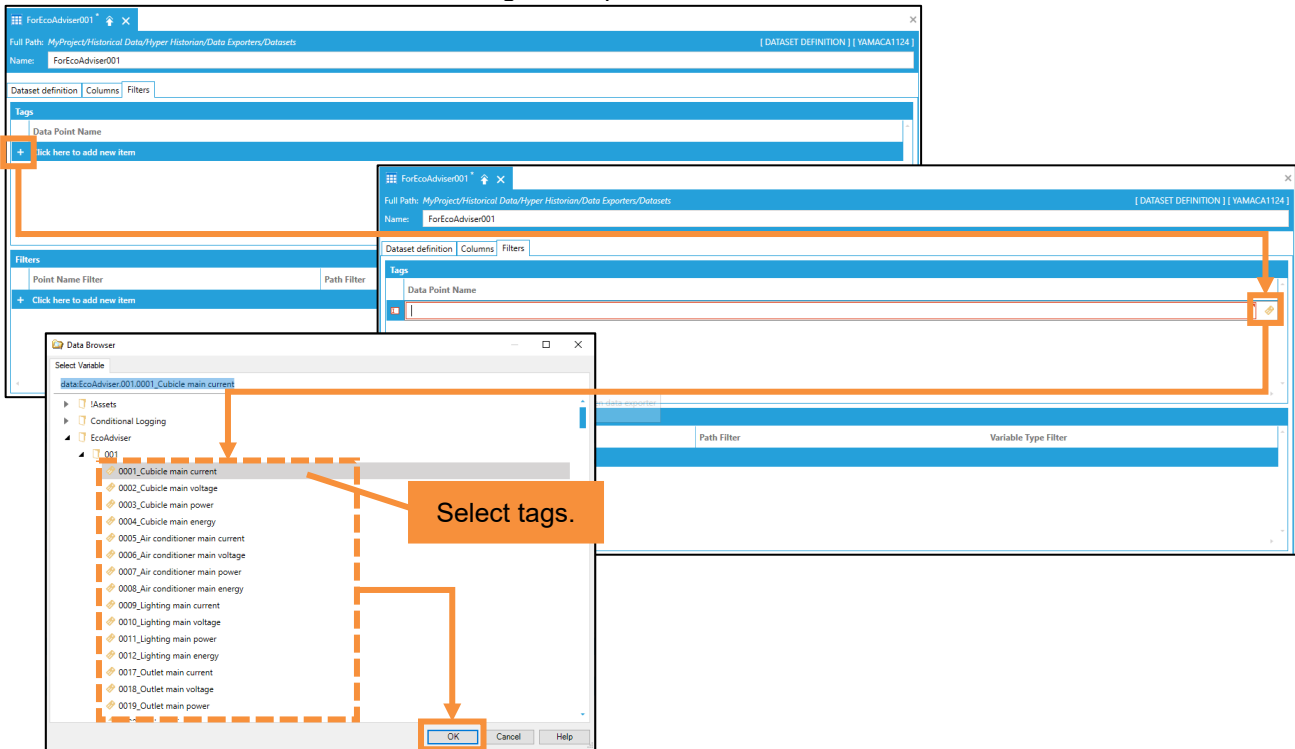 ForEcoAdviser001 *
Full Path: MyProject/Historical Data/Hyper Historian/Data Exporters/Datasets [ DATASET DEFINITION ] [ YAMACA1124 ]
Name: ForEcoAdviser001
Dataset definition Columns Filters
Tags
Data Point Name
+ Click here to add new item
Filters
Point Name Filter Path Filter
+ Click here to add new item
ForEcoAdviser001 *
Full Path: MyProject/Historical Data/Hyper Historian/Data Exporters/Datasets [ DATASET DEFINITION ] [ YAMACA1124 ]
Name: ForEcoAdviser001
Dataset definition Columns Filters
Tags
Data Point Name
data exporter
Path Filter Variable Type Filter
Data Browser
Select Variable
data:EcoAdviser.001.0001_Cubicle main current
!Assets
Conditional Logging
EcoAdviser
001
0001_Cubicle main current
0002_Cubicle main voltage
0003_Cubicle main power
0004_Cubicle main energy
0005_Air conditioner main current
0006_Air conditioner main voltage
0007_Air conditioner main power
0008_Air conditioner main energy
0009_Lighting main current
0010_Lighting main voltage
0011_Lighting main power
0012_Lighting main energy
0017_Outlet main current
0018_Outlet main voltage
0019_Outlet main power
OK Cancel Help
Select tags.